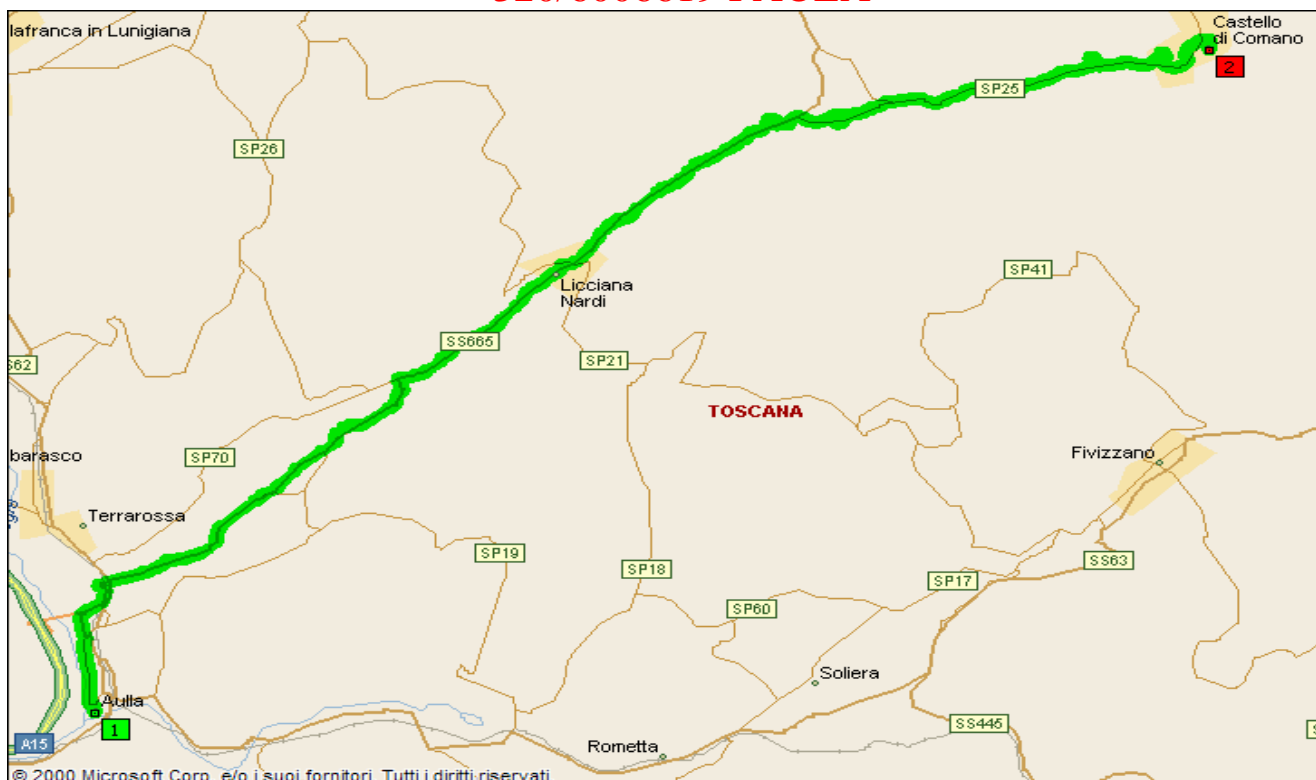 lafranca in Lunigiana
Castello
di Comano
2
SP25
SP26
Licciana
Nardi
SP41
SS665
SP21
S62
TOSCANA
barasco
SP70
Fivizzano
Terrarossa
SP19
SP18
SS63
SP17
SP60
Soliera
Aulla
1
SS445
A15
Rometta
© 2000 Microsoft Corp. e/o i suoi fornitori. Tutti i diritti riservati